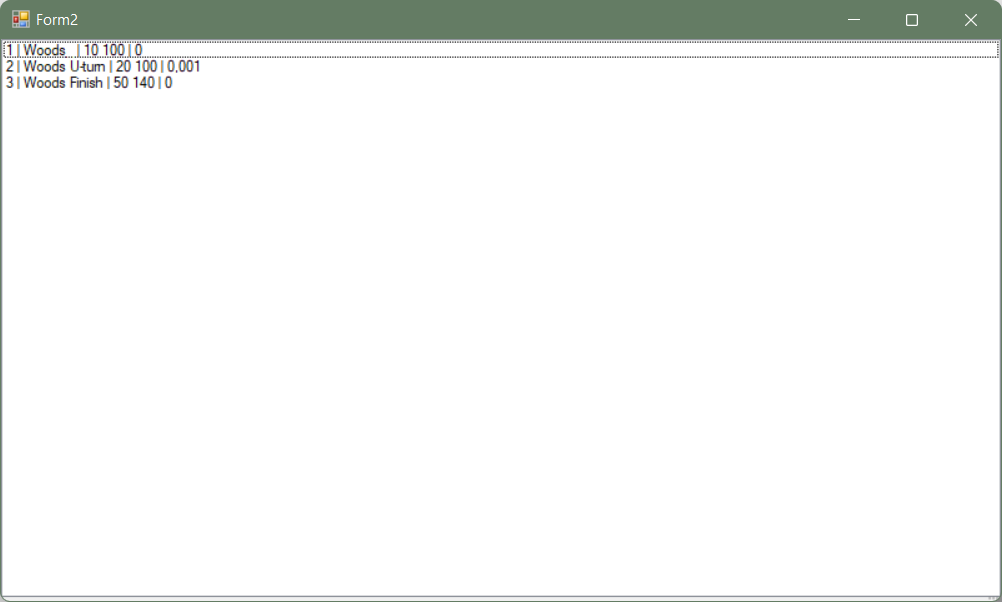 Form2
1 | Woods   | 10 100 | 0
2 | Woods U-turn | 20 100 | 0,001
3 | Woods Finish | 50 140 | 0